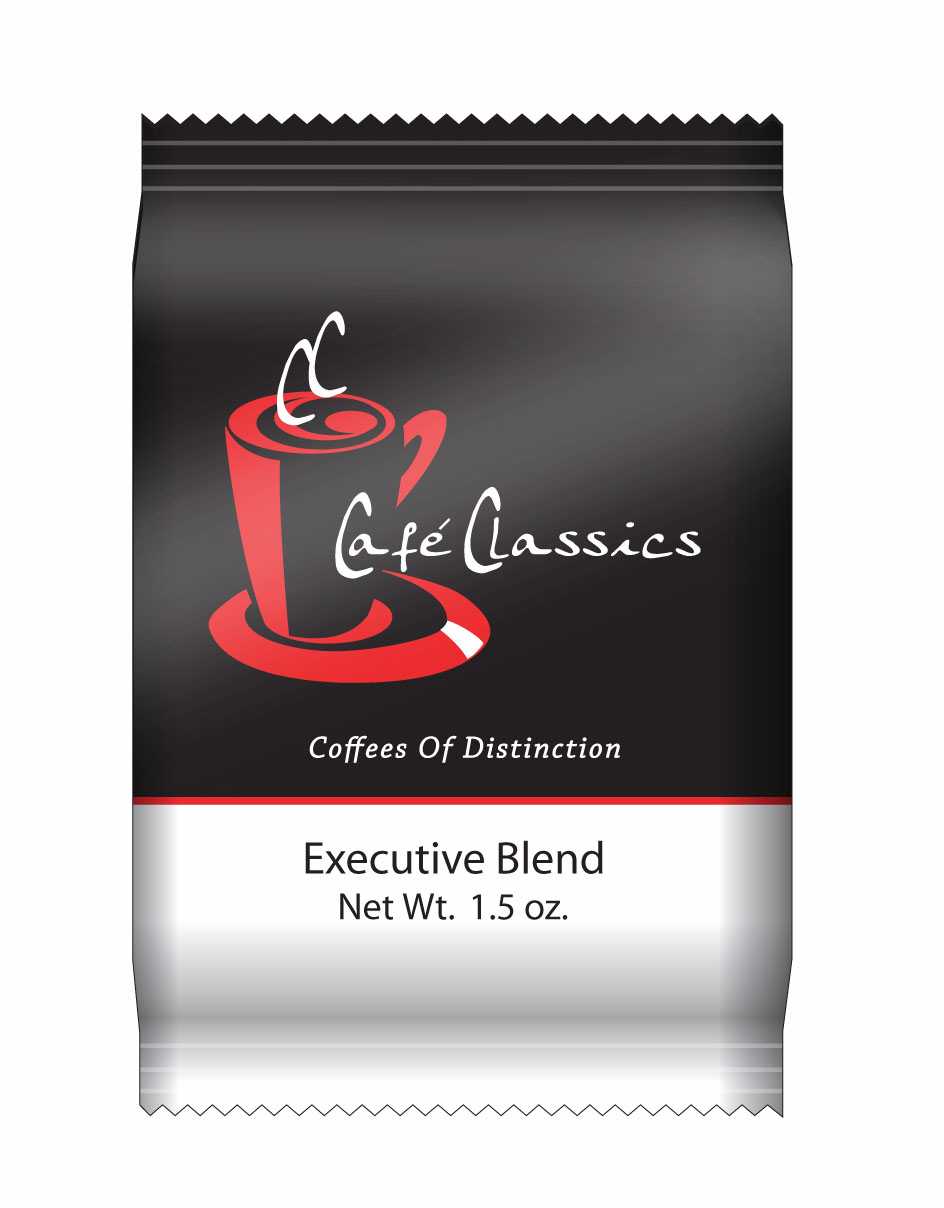 Café Classics
Coffees Of Distinction
Executive Blend
Net Wt. 1.5 oz.